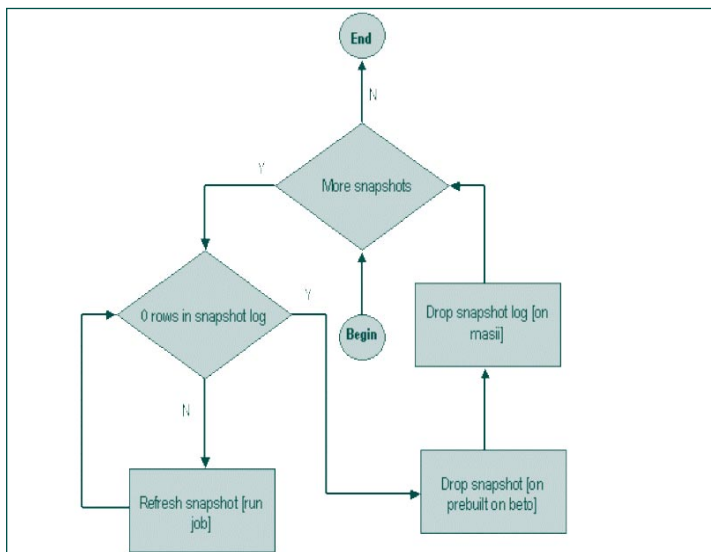 End
N
More snapshots
Y
0 rows in snapshot log
Y
Begin
Drop snapshot log [on
masii]
N
Refresh snapshot [run
job]
Drop snapshot [on
prebuilt on beto]